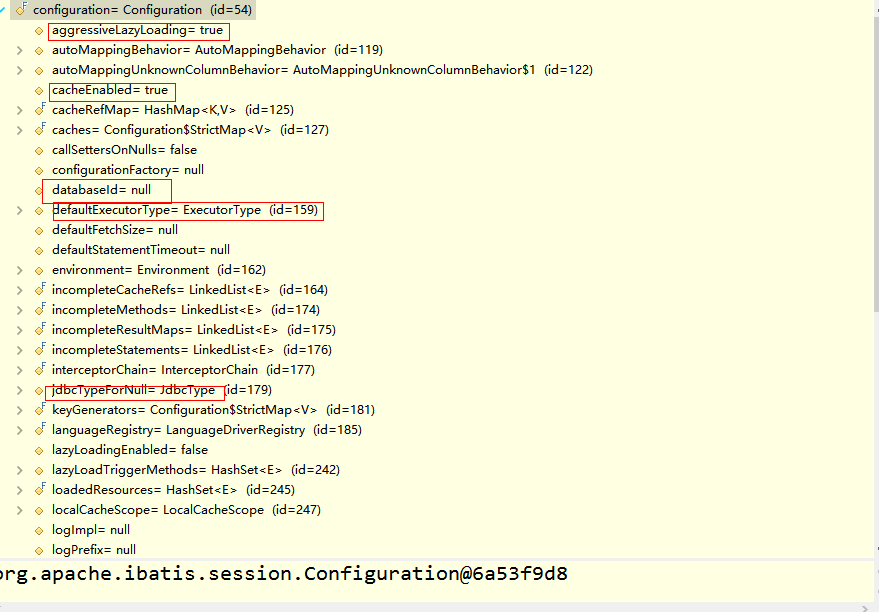 configuration= Configuration (id=54)
aggressiveLazyLoading= true
autoMappingBehavior= AutoMappingBehavior (id=119)
autoMappingUnknownColumnBehavior= AutoMappingUnknownColumnBehavior$1 (id=122)
cacheEnabled= true
cacheRefMap= HashMap<K,V> (id=125)
caches= Configuration$StrictMap<V> (id=127)
callSettersOnNulls= false
configurationFactory= null
databaseId= null
defaultExecutorType= ExecutorType (id=159)
defaultFetchSize= null
defaultStatementTimeout= null
environment= Environment (id=162)
incompleteCacheRefs= LinkedList<E> (id=164)
incompleteMethods= LinkedList<E> (id=174)
incompleteResultMaps= LinkedList<E> (id=175)
incompleteStatements= LinkedList<E> (id=176)
interceptorChain= InterceptorChain (id=177)
jdbcTypeForNull= JdbcType (id=179)
keyGenerators= Configuration$StrictMap<V> (id=181)
languageRegistry= LanguageDriverRegistry (id=185)
lazyLoadingEnabled= false
lazyLoadTriggerMethods= HashSet<E> (id=242)
loadedResources= HashSet<E> (id=245)
localCacheScope= LocalCacheScope (id=247)
logImpl= null
logPrefix= null
org.apache.ibatis.session.Configuration@6a53f9d8